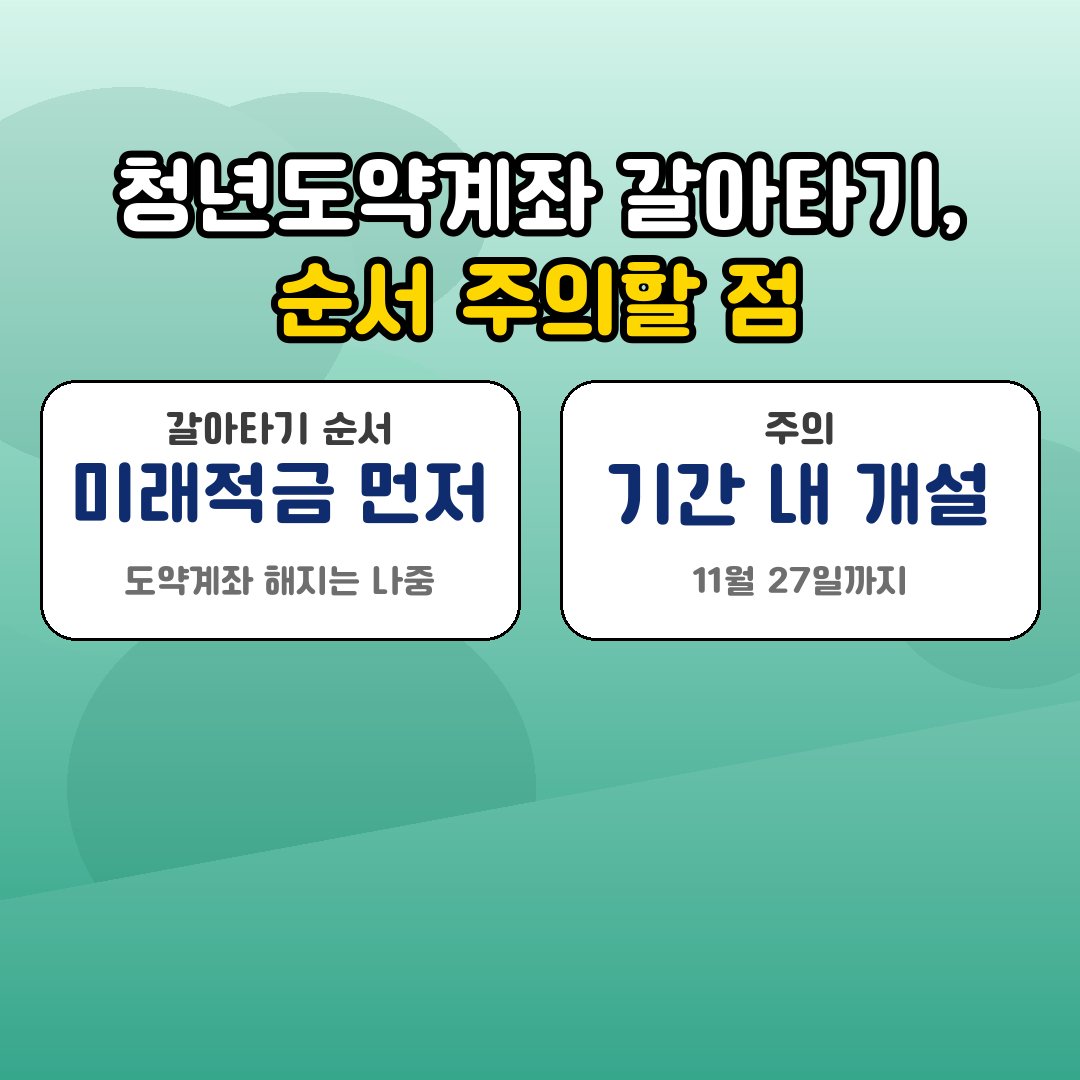 청년도약계좌 갈아타기,
순서 주의할 점
갈아타기 순서
미래적금 먼저
도약계좌 해지는 나중
주의
기간 내 개설
11월 27일까지